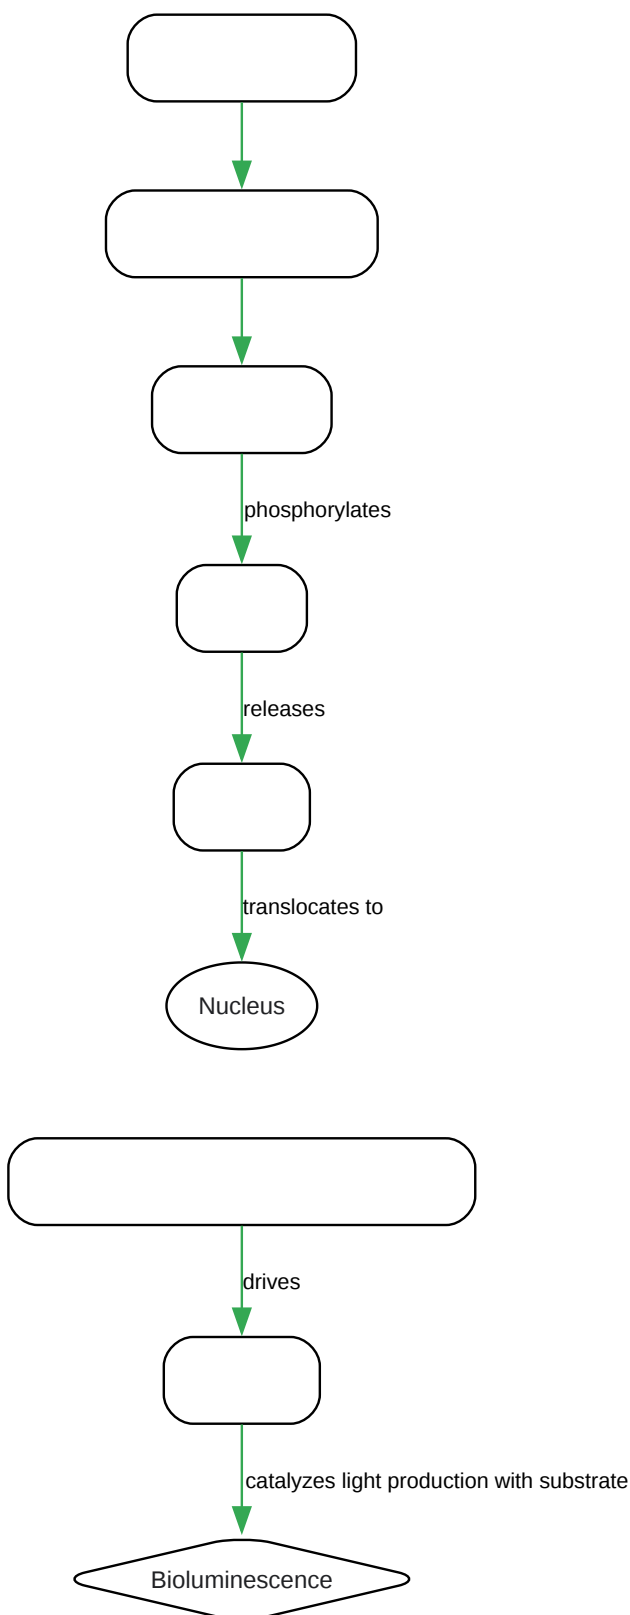 phosphorylates
releases
translocates to
Nucleus
drives
catalyzes light production with substrate
Bioluminescence